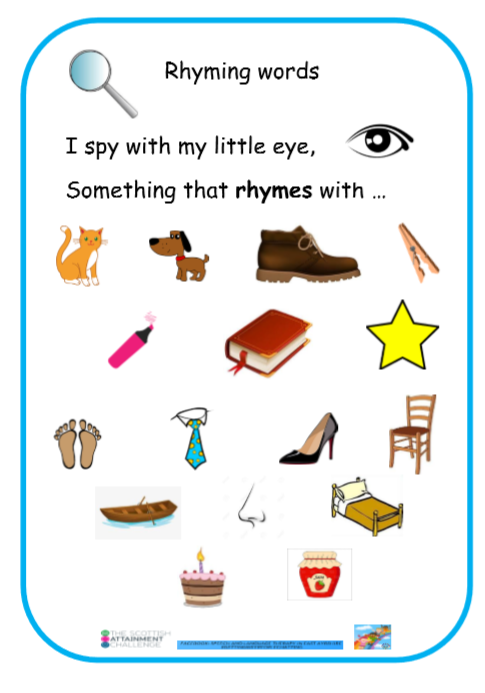 Rhyming words
I spy with my little eye,
Something that rhymes with ...
THE SCOTTISH
ATTAINMENT
CHALLENGE